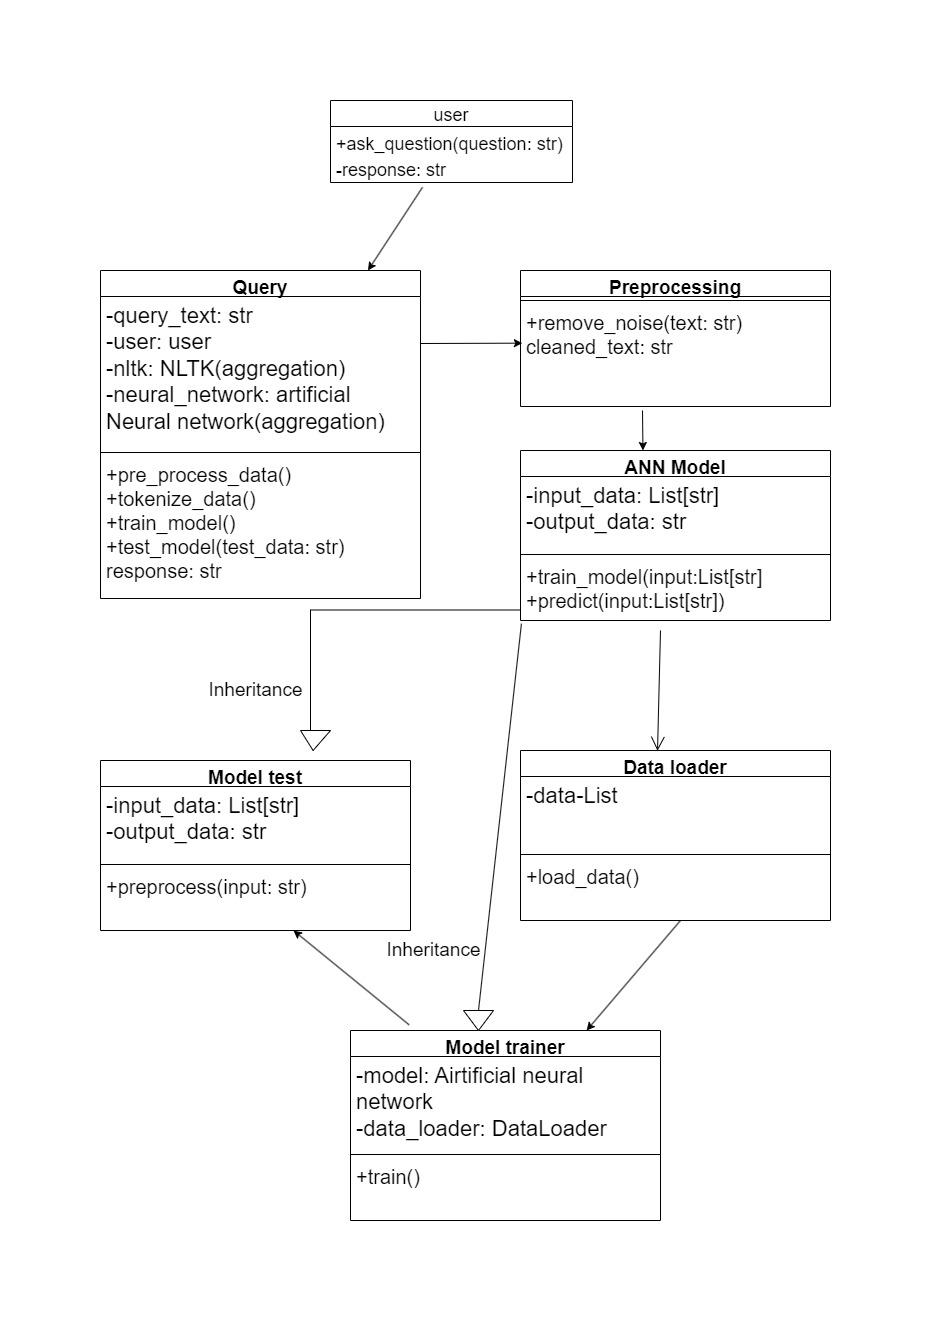 user
+ask_question(question: str)
-response: str
Query
-query_text: str
-user: user
-nltk: NLTK(aggregation)
-neural_network: artificial
Neural network(aggregation)
+pre_process_data()
+tokenize_data()
+train_model()
+test_model(test_data: str)
response: str
Preprocessing
+remove_noise(text: str)
cleaned_text: str
ANN Model
-input_data: List[str]
-output_data: str
+train_model(input:List[str]
+predict(input:List[str])
Inheritance
Model test
-input_data: List[str]
-output_data: str
+preprocess(input: str)
Data loader
-data-List
+load_data()
Inheritance
Model trainer
-model: Airtificial neural
network
-data_loader: DataLoader
+train()